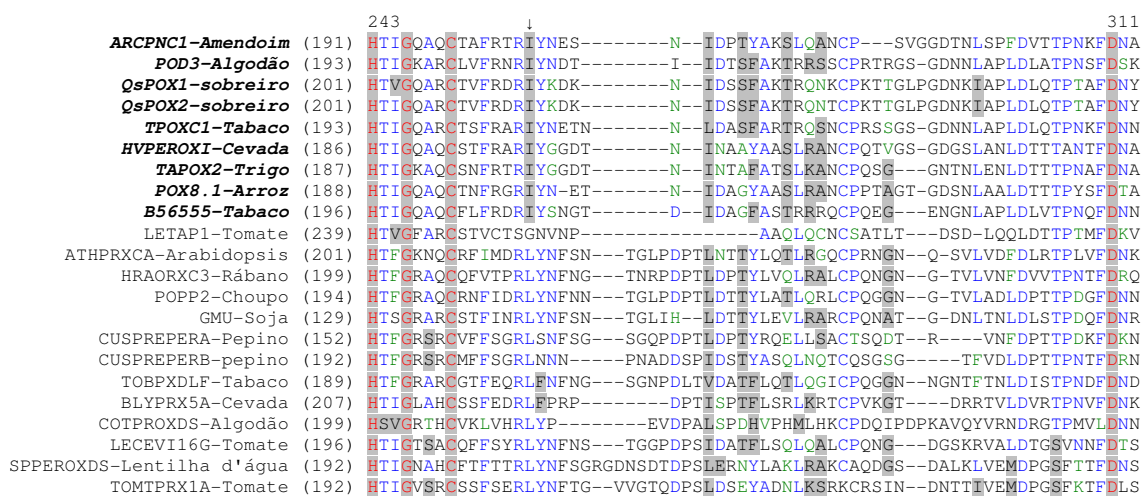 243 ↓ 311
ARCPNC1-Amendoim (191) HTIGQAQCTAFRTRIYNES--------N--IDPTYAKSLQANCP---SVGGDTNLSPFDVTTPNKFDNA
POD3-Algodão (193) HTIGKARCLVFRNRIYNDT--------I--IDTSFAKTRRSSCPRTRGS-GDNNLAPLDLATPNSFDSK
QsPOX1-sobreiro (201) HTVGQARCTVFRDRIYKDK--------N--IDSSFAKTRQNKCPKTTGLPGDNKIAPLDLQTPTAFDNY
QsPOX2-sobreiro (201) HTIGQARCTVFRDRIYKDK--------N--IDSSFAKTRQNTCPKTTGLPGDNKIAPLDLQTPTAFDNY
TPOXC1-Tabaco (193) HTIGQARCTSFRARIYNETN-------N--LDASFARTRQSNCPRSSGS-GDNNLAPLDLQTPNKFDNN
HVPEROXI-Cevada (186) HTIGQAQCSTFRARIYGGDT-------N--INAAYAASLRANCPQTVGS-GDGSLANLDTTTANTFDNA
TAPOX2-Trigo (187) HTIGKAQCSNFRTRIYGGDT-------N--INTAFATSLKANCPQSG---GNTNLENLDTTTPNAFDNA
POX8.1-Arroz (188) HTIGQAQCTNFRGRIYN-ET-------N--IDAGYAASLRANCPPTAGT-GDSNLAALDTTTPYSFDTA
B56555-Tabaco (196) HTIGQAQCFLFRDRIYSNGT-------D--IDAGFASTRRRQCPQEG---ENGNLAPLDLVTPNQFDNN
LETAP1-Tomate (239) HTVGFARCSTVCTSGNVNP-----------------AAQLQCNCSATLT---DSD-LQQLDTTPTMFDKV
ATHPRXCA-Arabidopsis (201) HTFGKNQCRFIMDRLYNFSN---TGLPDPTLNTTYLQTLRGQCPRNGN--Q-SVLVDFDLRTPLVFDNK
HRAORXC3-Rábano (199) HTFGRAQCQFVTPRLYNFNG---TNRPDPTLDPTYLVQLRALCPQNGN--G-TVLVNFDVVTPNTFDRQ
POPP2-Choupo (194) HTFGRAQCRNFIDRLYNFNN---TGLPDPTLDTTYLATLQRLCPQGGN--G-TVLADLDPTTPDGFDNN
GMU-Soja (129) HTSGRARCSTFINRLYNFNN---TGLIH--LDTTYLEVLRARCPQNAT--G-DNLTNLDLSTPDQFDNR
CUSPREPERA-Pepino (152) HTFGRSRCVFFSGRLSNFSG---SGQPDPTLDPTYRQELLSACTSQDT--R---VNFDPTTPDKFDKN
CUSPREPERB-pepino (192) HTFGRSRCMFFSGRLNNN-----PNADDSPIDSTYASQLNQTCQSGSG-----TFVDLDPTTPNTFDRN
TOBPXDLF-Tabaco (189) HTFGRARCGTFEQRLFNFNG---SGNPDLTVDATFLQTLQGICPQGGN--NGNTFTNLDISTPNDFDND
BLYPRX5A-Cevada (207) HTIGLAHCSSFEDRLFPRP--------DPTISPTFLSRLKRTCPVKGT---DRRTVLDVRTPNVFDNK
COTPROXDS-Algodão (199) HSVGRTHCVKLVHRLYP--------EVDPALSPDHVPHMLHKCPDQIPDPKAVQYVRNDRGTPMVLDNN
LECEVI16G-Tomate (196) HTIGTSACQFFSYRLYNFNS---TGGPDPSIDATFLSQLQALCPQNG---DGSKRVALDTGSVNNFDTS
SPPEROXDS-Lentilha d'água (192) HTIGNAHCFTFTTRLYNFSGRGDNSDTDPSLERNYLAKLRAKCAQDGS--DALKLVEMDPGSFTTFDNS
TOMTPRX1A-Tomate (192) HTIGVSRCSSFSERLYNFTG--VVGTQDPSLDSEYADNLKSRKCRSIN--DNTTIVEMDPGSFKTFDLS